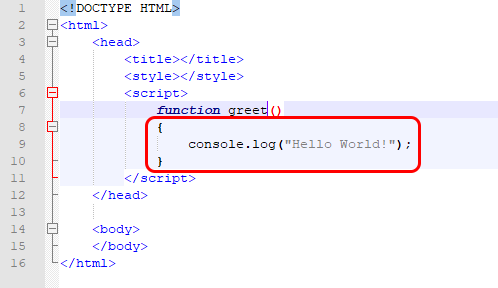 1 <!DOCTYPE HTML>
2 <html>
3 <head>
4 <title></title>
5 <style></style>
6 <script>
7 function greet()
8 {
9 console.log("Hello World!");
10 }
11 </script>
12 </head>
13
14 <body>
15 </body>
16 </html>